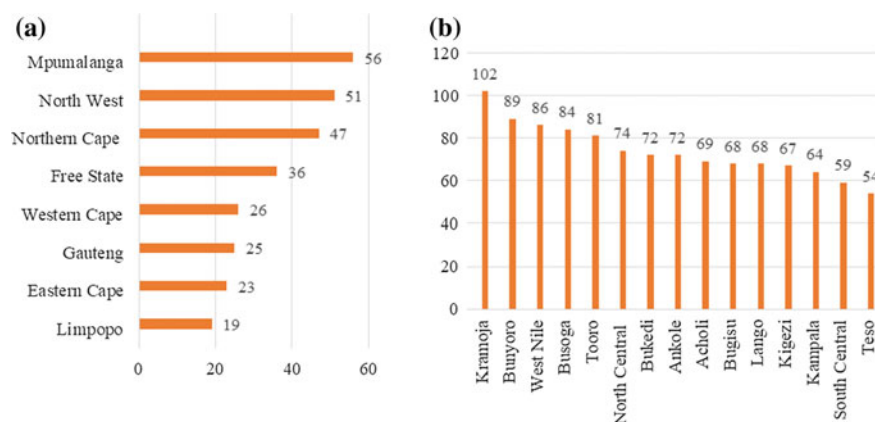 (a)
Mpumalanga 56
North West 51
Northern Cape 47
Free State 36
Western Cape 26
Gauteng 25
Eastern Cape 23
Limpopo 19
0 20 40 60
(b)
120
100
80
60
40
20
0
102 89 86 84 81 74 72 72 69 68 68 67 64 59 54
Kramoja
Bunyoro
West Nile
Busoga
Tooro
North Central
Bukedi
Ankole
Acholi
Bugisu
Lango
Kigezi
Kampala
South Central
Teso